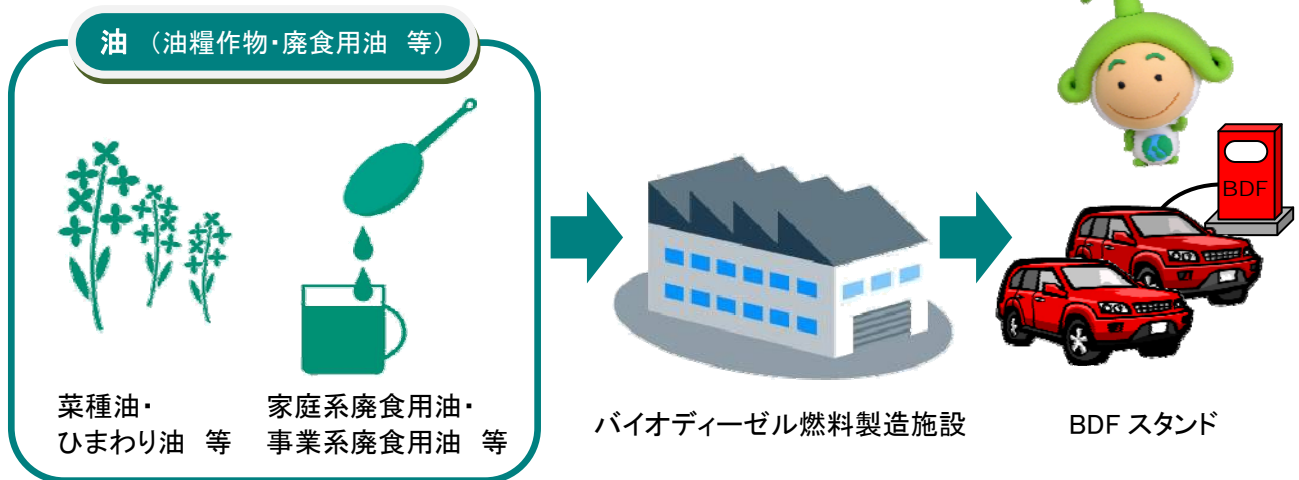 油 （油糧作物・廃食用油 等）
菜種油・
ひまわり油 等
家庭系廃食用油・
事業系廃食用油 等
バイオディーゼル燃料製造施設
BDF
BDF スタンド